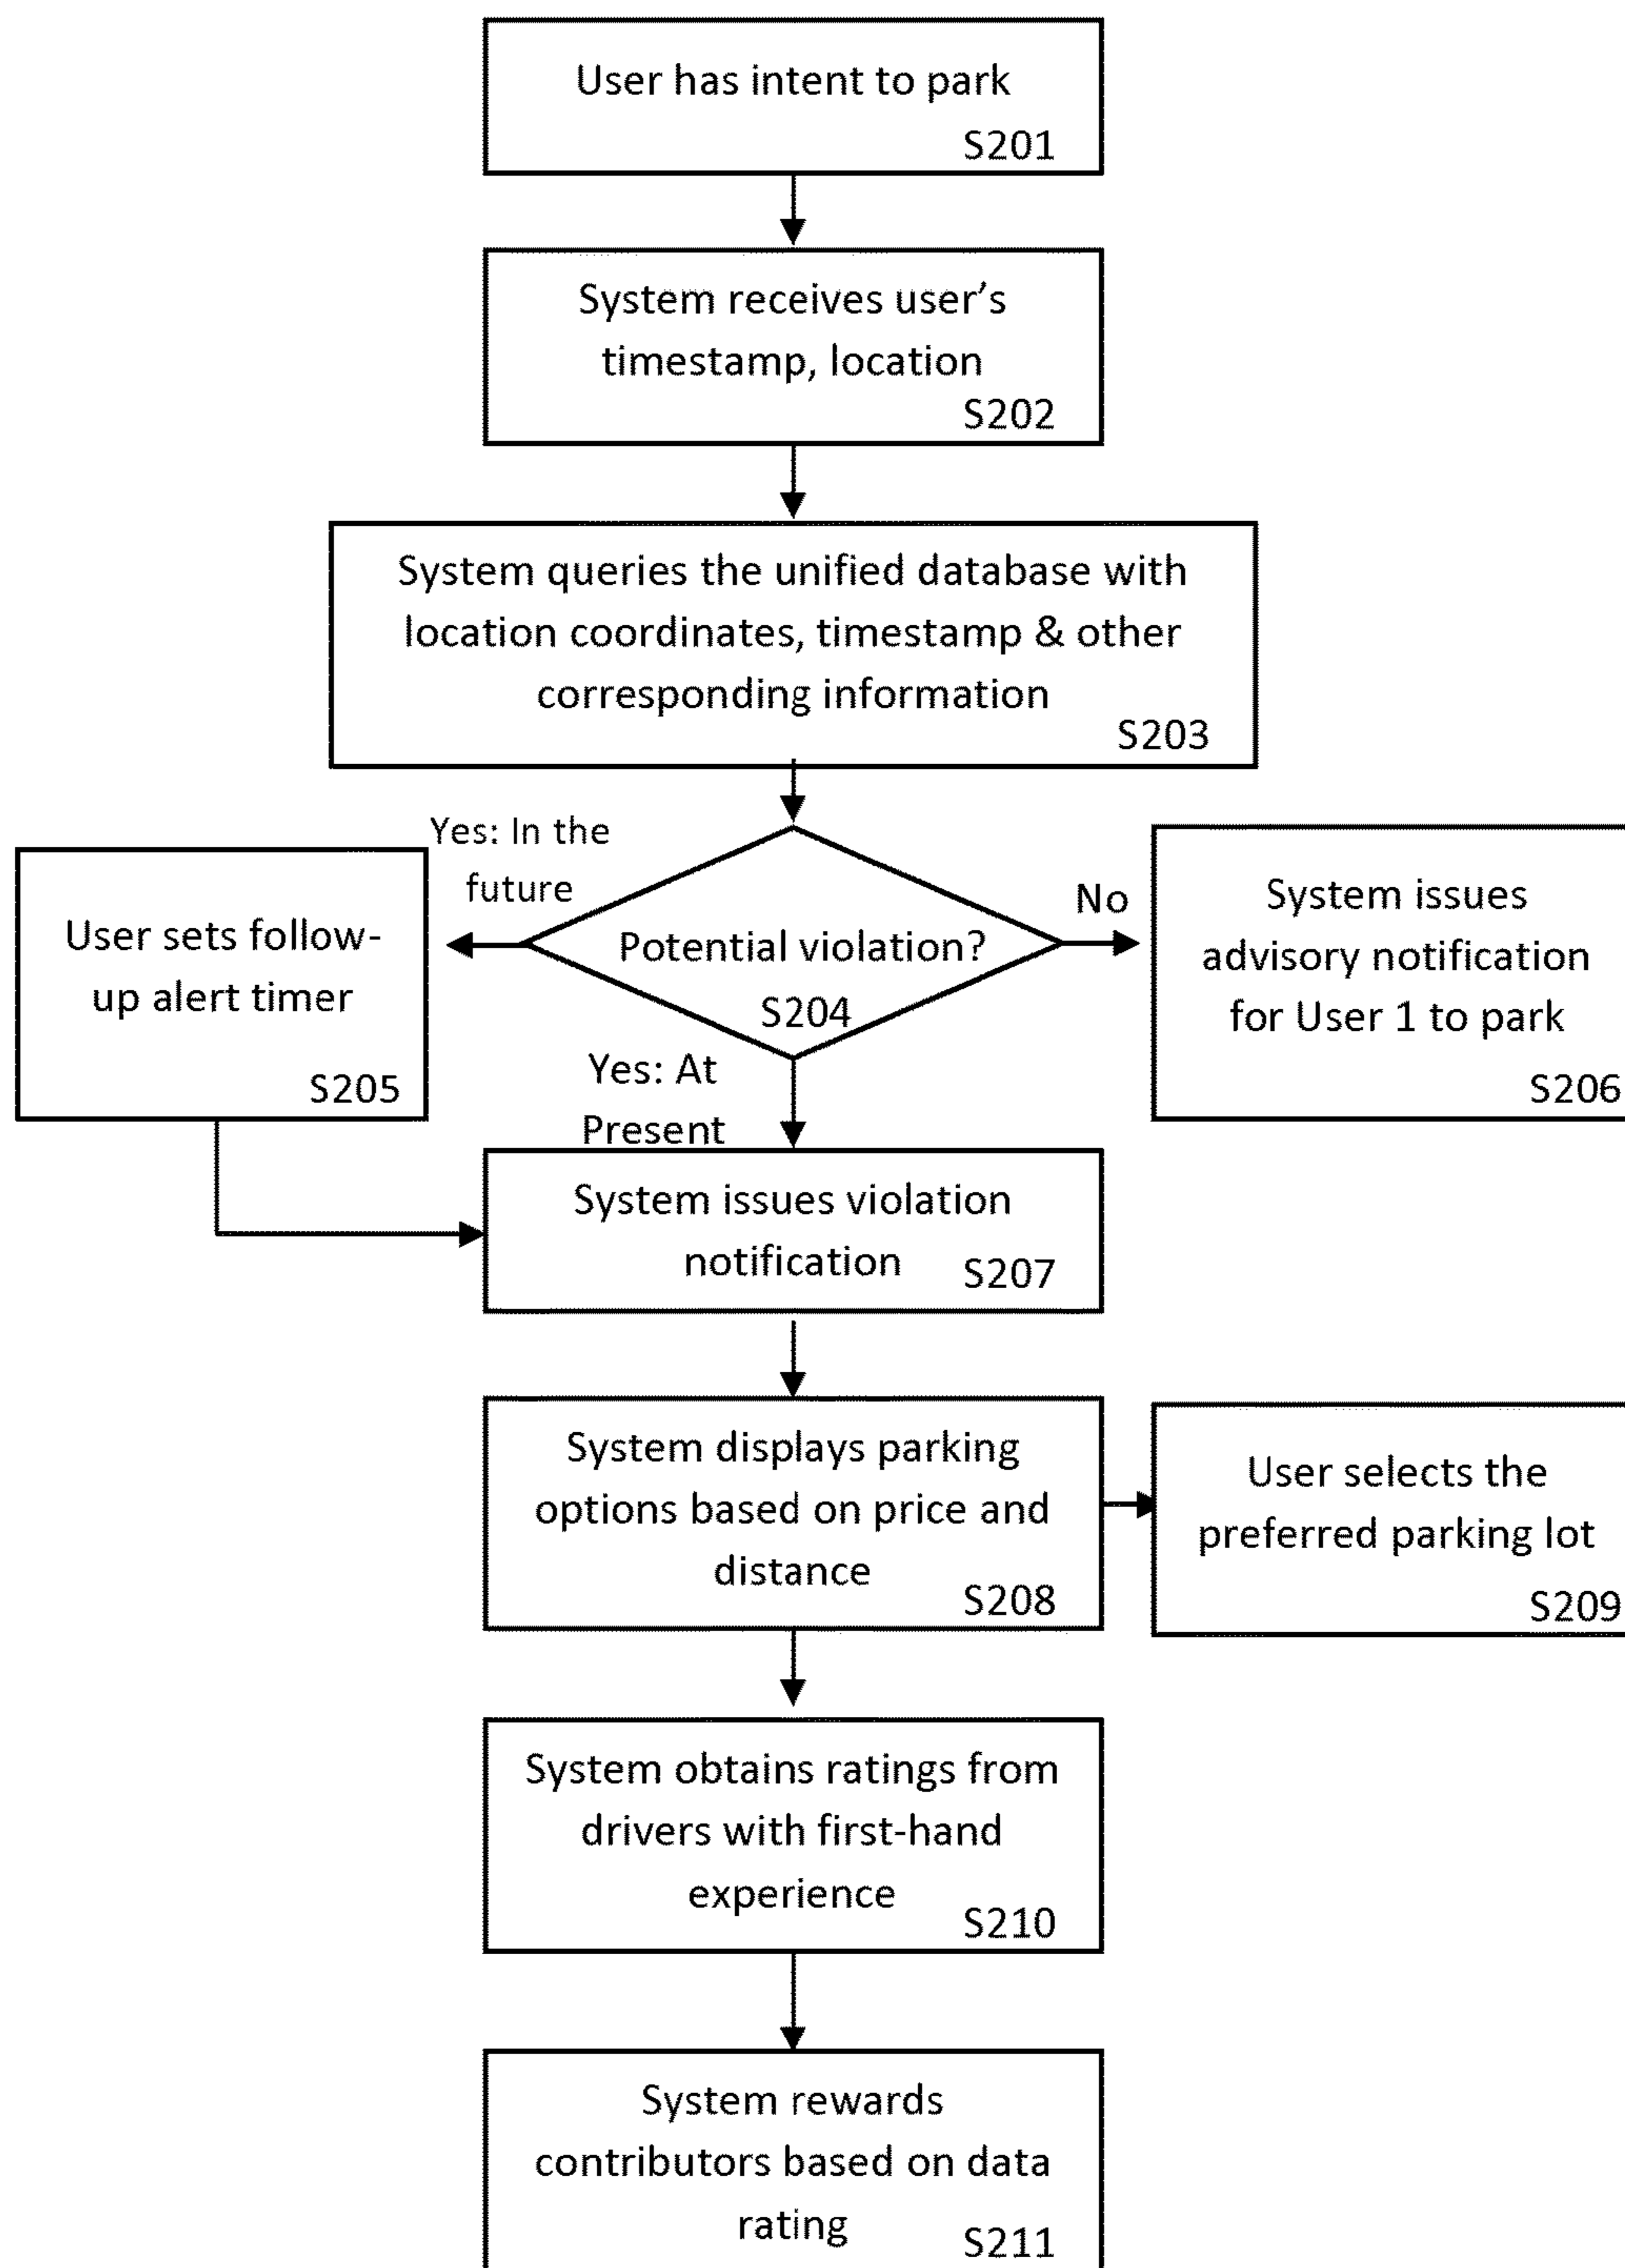 User has intent to park
S201
System receives user's
timestamp, location
S202
System queries the unified database with
location coordinates, timestamp & other
corresponding information
S203
Yes: In the
future
No
Potential violation?
S204
User sets follow-
up alert timer
S205
System issues
advisory notification
for User 1 to park
S206
Yes: At
Present
System issues violation
notification
S207
System displays parking
options based on price and
distance
S208
User selects the
preferred parking lot
S209
System obtains ratings from
drivers with first-hand
experience
S210
System rewards
contributors based on data
rating
S211